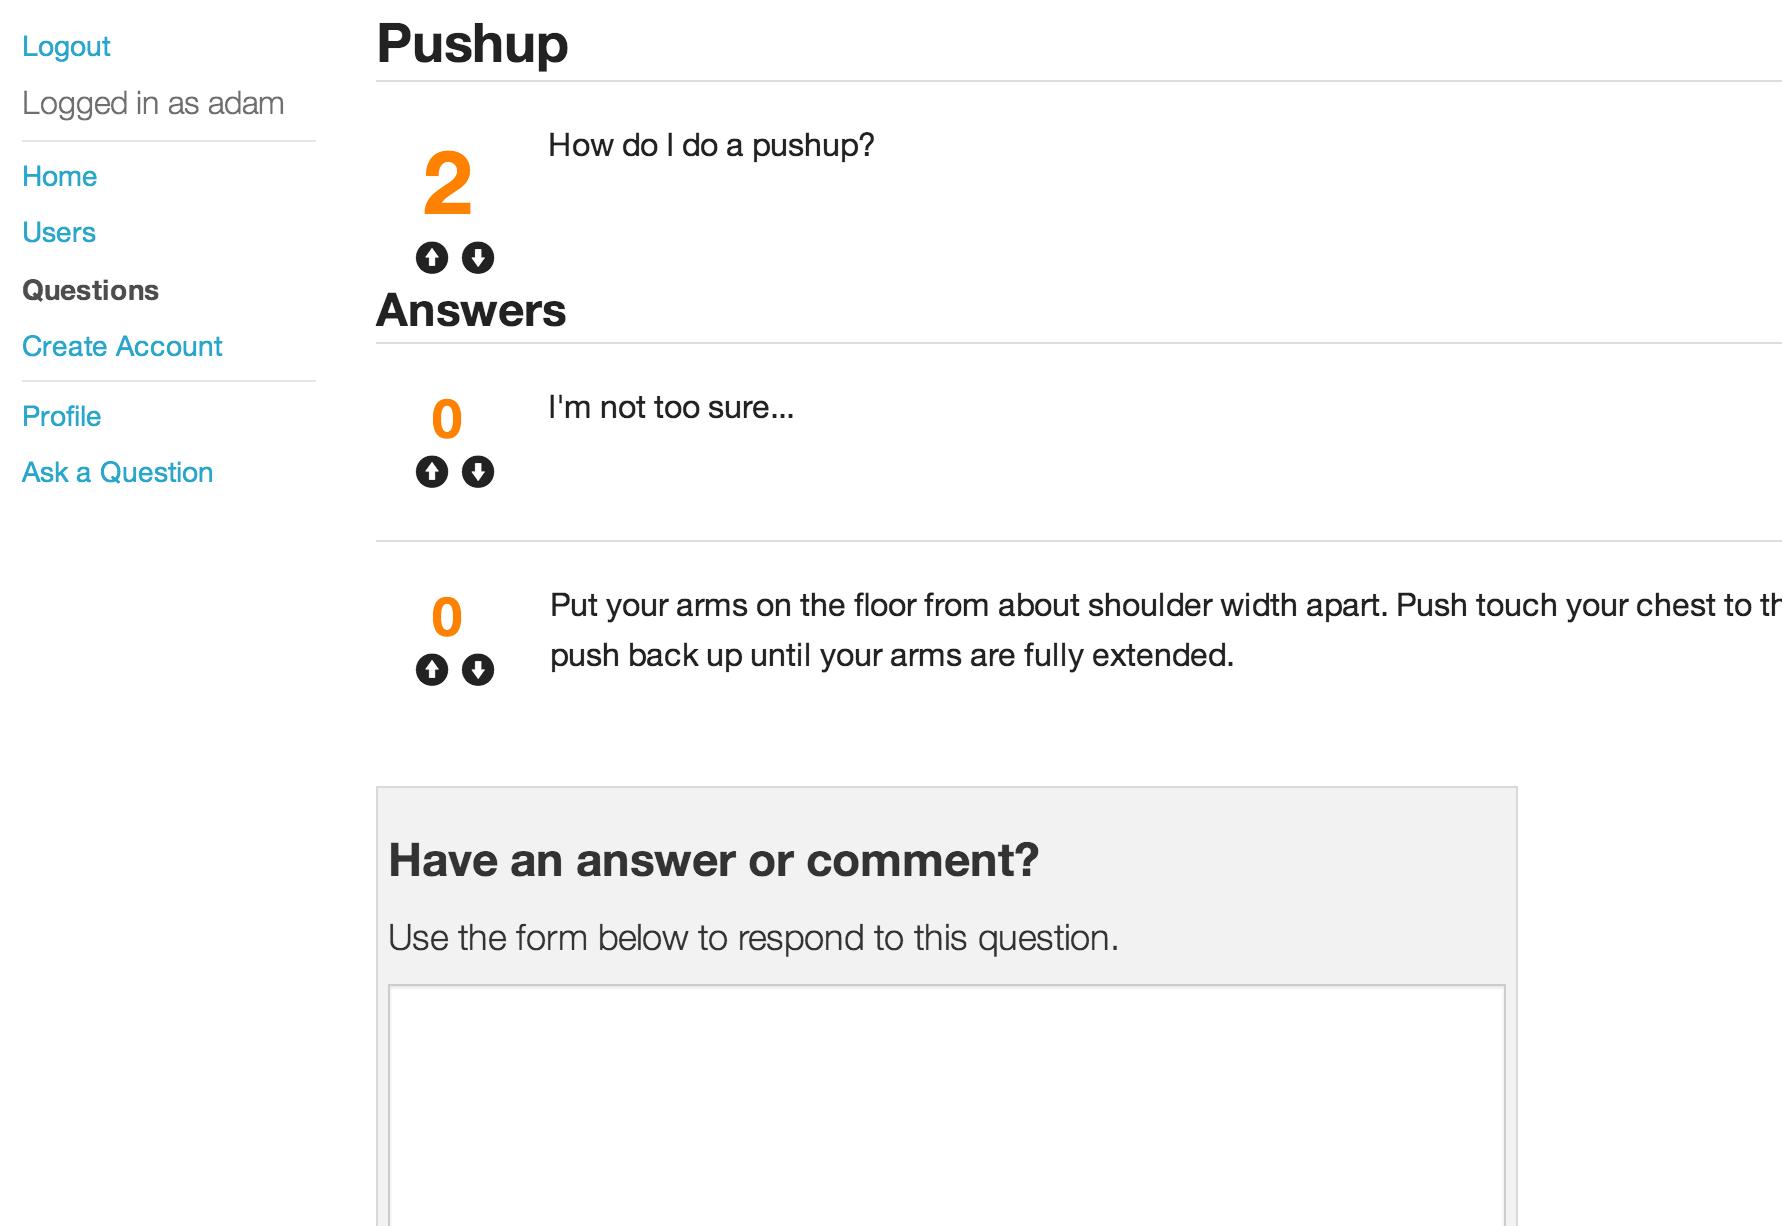 Logout
Logged in as adam
Home
Users
Questions
Create Account
Profile
Ask a Question
Pushup
2
How do I do a pushup?
Answers
0
I'm not too sure...
0
Put your arms on the floor from about shoulder width apart. Push touch your chest to
push back up until your arms are fully extended.
Have an answer or comment?
Use the form below to respond to this question.